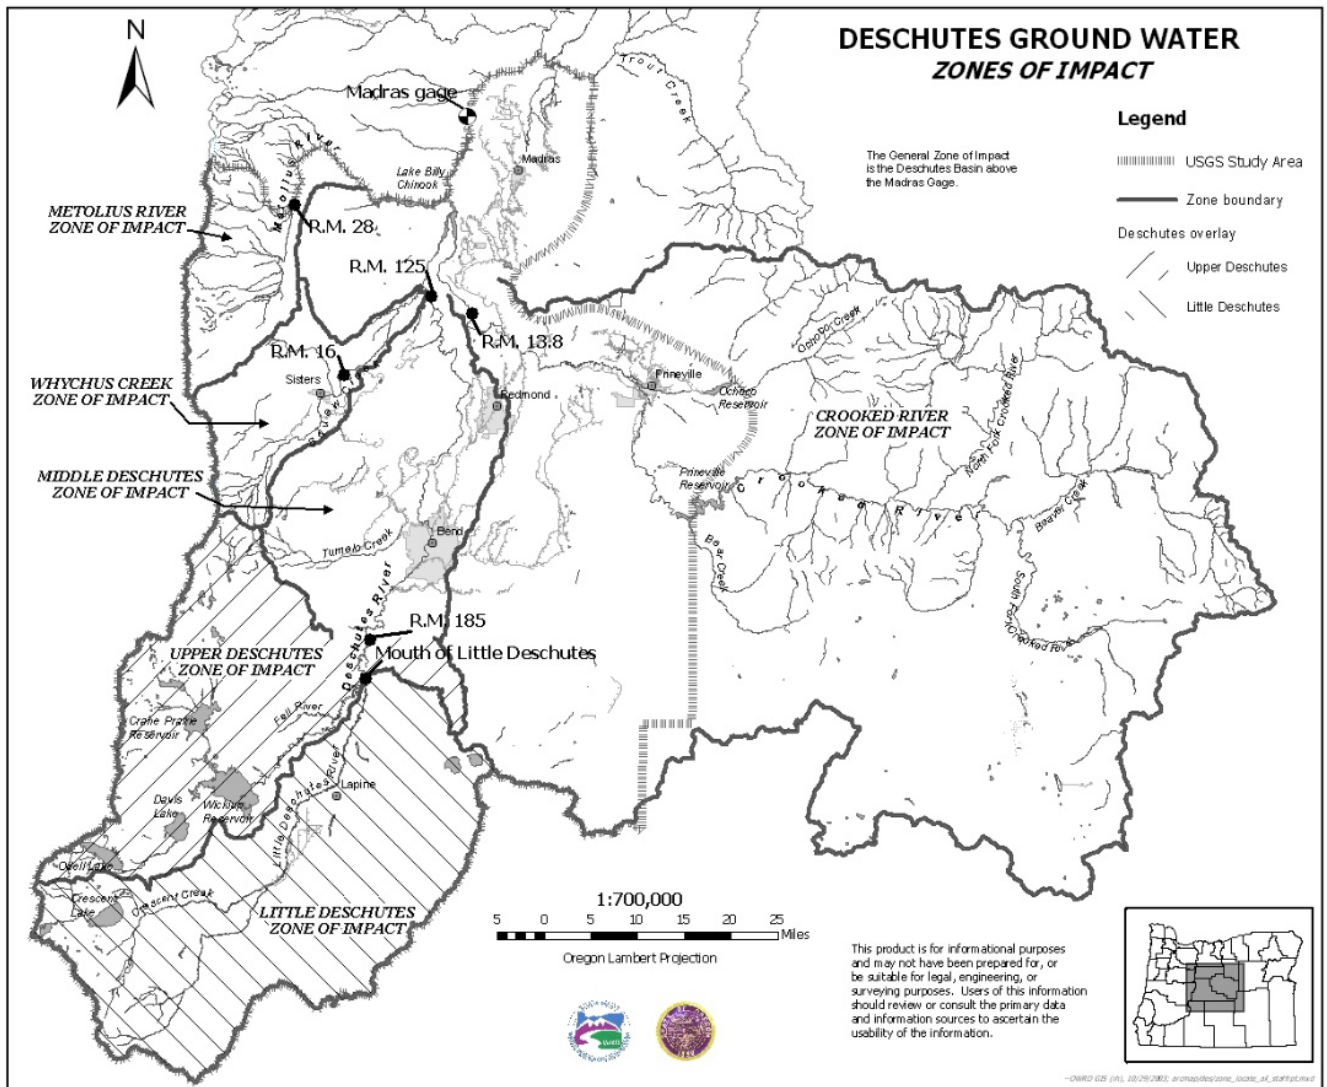 DESCHUTES GROUND WATER
ZONES OF IMPACT
N
Legend
USGS Study Area
Zone boundary
Deschutes overlay
Upper Deschutes
Little Deschutes
The General Zone of Impact
is the Deschutes Basin above
the Madras Gage.
Madras gage
Trout Creek
Madras
Metolius River
Lake Billy
Chinook
METOLIUS RIVER
ZONE OF IMPACT
R.M. 28
R.M. 125
R.M. 13.8
R.M. 16
Sisters
Redmond
Prineville
Ochoco Creek
Ochoco
Reservoir
WHYCHUS CREEK
ZONE OF IMPACT
CROOKED RIVER
ZONE OF IMPACT
North Fork Crooked River
MIDDLE DESCHUTES
ZONE OF IMPACT
Prineville
Reservoir
Crooked River
Beaver Creek
Bend
Tumalo Creek
Bear Creek
South Fork Crooked River
Deschutes River
R.M. 185
Mouth of Little Deschutes
UPPER DESCHUTES
ZONE OF IMPACT
Fall River
Crane Prairie
Reservoir
Little Deschutes River
Lapine
Davis
Lake
Wickiup
Reservoir
Odell Lake
Crescent
Lake
Crescent Creek
LITTLE DESCHUTES
ZONE OF IMPACT
1:700,000
5 0 5 10 15 20 25
Miles
Oregon Lambert Projection
This product is for informational purposes
and may not have been prepared for, or
be suitable for legal, engineering, or
surveying purposes. Users of this information
should review or consult the primary data
and information sources to ascertain the
usability of the information.